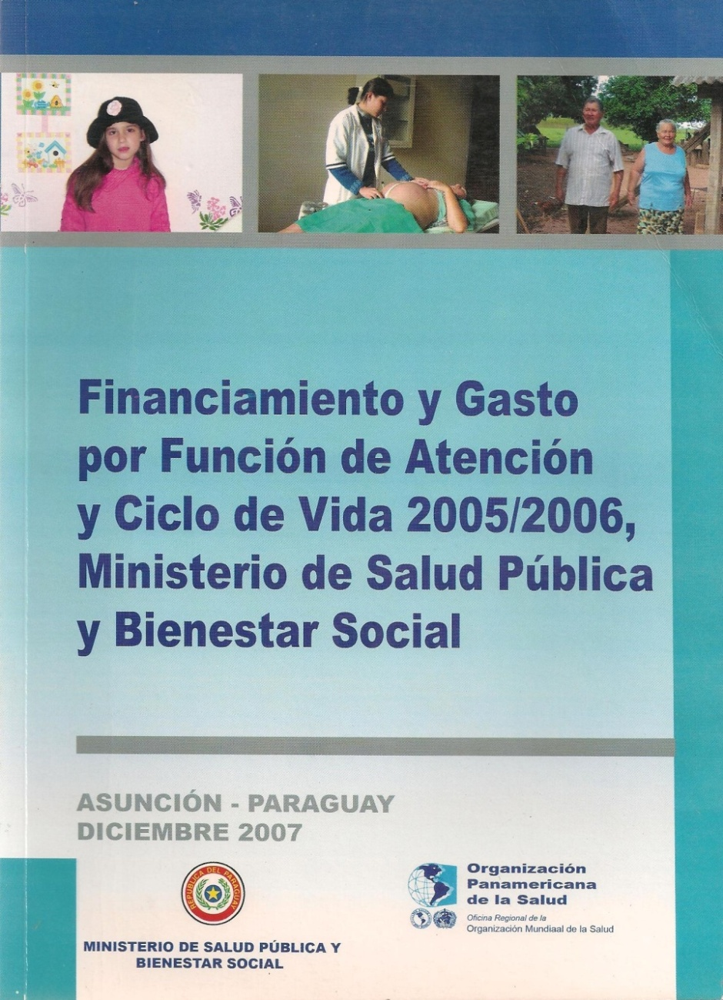 Financiamiento y Gasto
por Función de Atención
y Ciclo de Vida 2005/2006,
Ministerio de Salud Pública
y Bienestar Social
ASUNCIÓN - PARAGUAY
DICIEMBRE 2007
REPUBLICA DEL PARAGUAY
MINISTERIO DE SALUD PÚBLICA Y
BIENESTAR SOCIAL
Organización
Panamericana
de la Salud
Oficina Regional de la
Organización Mundiaal de la Salud